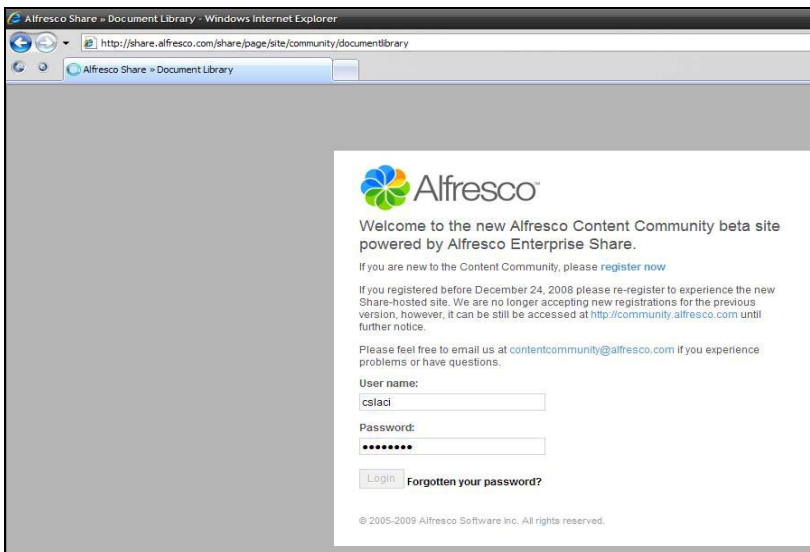 Alfresco Share » Document Library - Windows Internet Explorer
http://share.alfresco.com/share/page/site/community/documentlibrary
Alfresco Share » Document Library
Alfresco™
Welcome to the new Alfresco Content Community beta site
powered by Alfresco Enterprise Share.
If you are new to the Content Community, please register now
If you registered before December 24, 2008 please re-register to experience the new
Share-hosted site. We are no longer accepting new registrations for the previous
version, however, it can be still be accessed at http://community.alfresco.com until
further notice.
Please feel free to email us at contentcommunity@alfresco.com if you experience
problems or have questions.
User name:
cslaci
Password:
••••••••
Login Forgotten your password?
© 2005-2009 Alfresco Software Inc. All rights reserved.